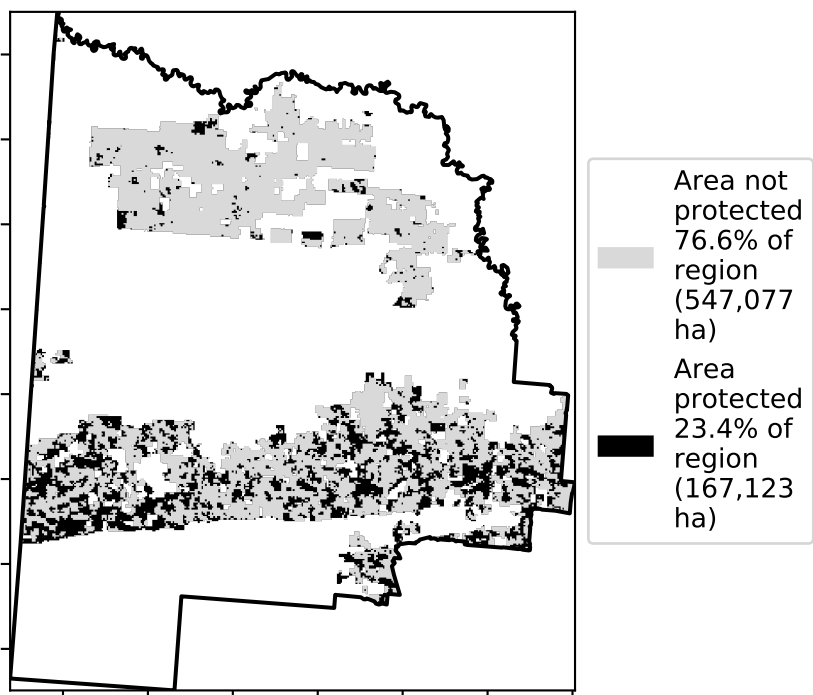 Area not
protected
76.6% of
region
(547,077
ha)
Area
protected
23.4% of
region
(167,123
ha)